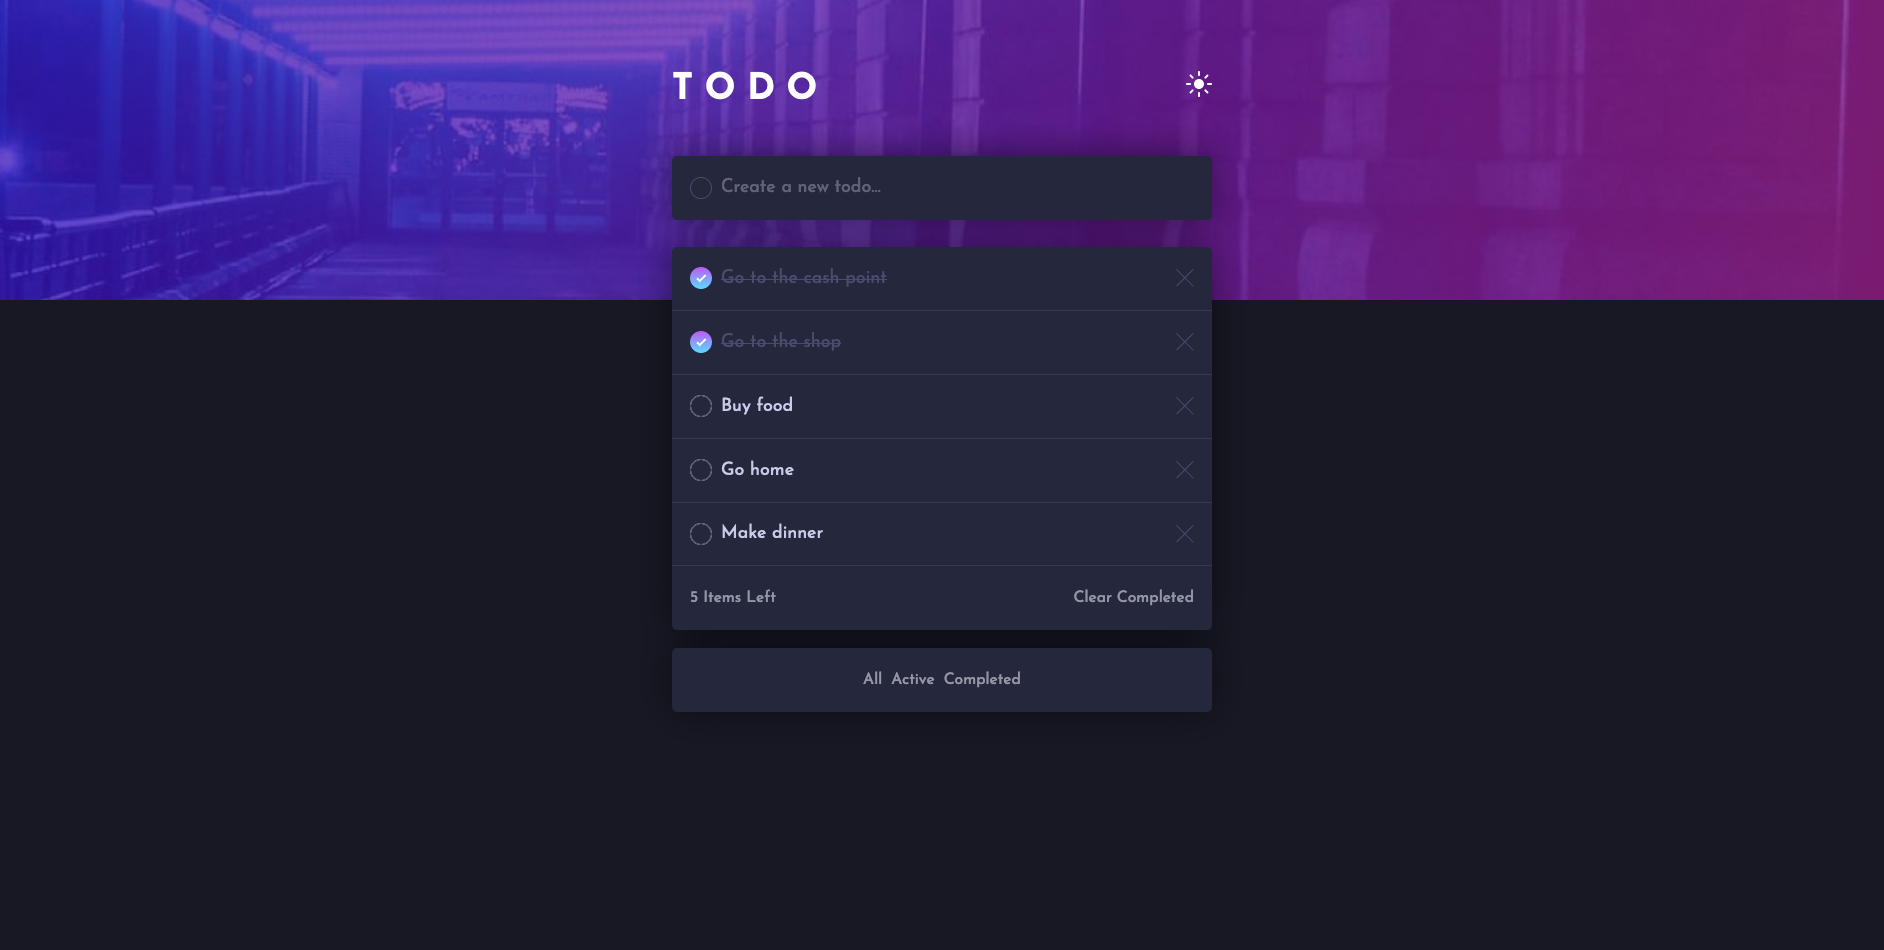 TODO
Create a new todo...
Go to the cash point
Go to the shop
Buy food
Go home
Make dinner
5 Items Left Clear Completed
All Active Completed